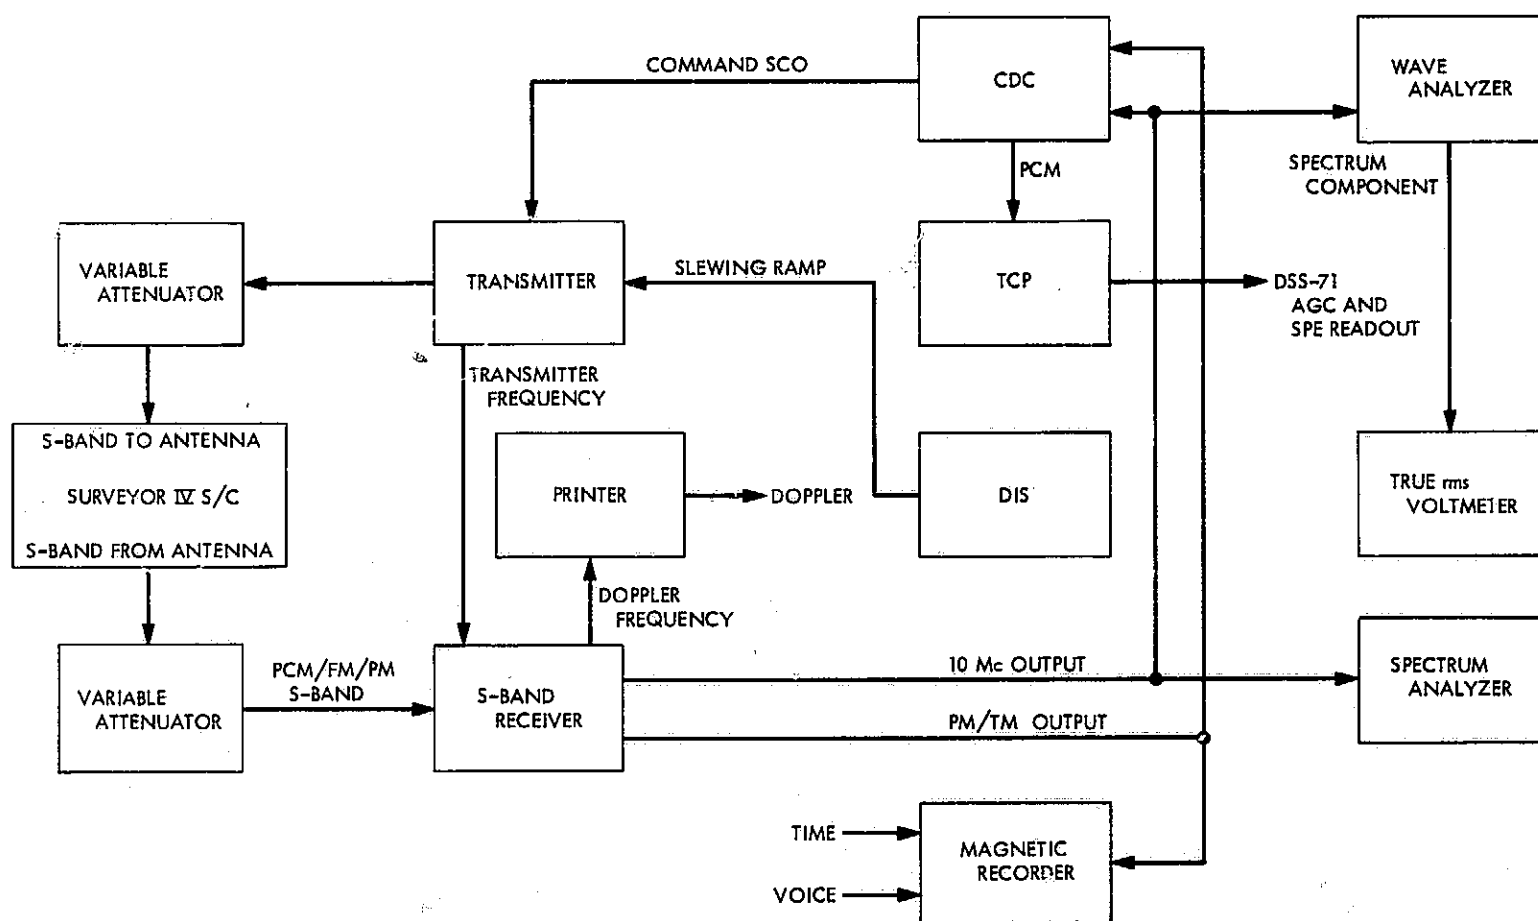 COMMAND SCO
CDC
WAVE
ANALYZER
PCM
SPECTRUM
COMPONENT
VARIABLE
ATTENUATOR
TRANSMITTER
SLEWING RAMP
TCP
DSS-71
AGC AND
SPE READOUT
TRANSMITTER
FREQUENCY
S-BAND TO ANTENNA
SURVEYOR IV S/C
S-BAND FROM ANTENNA
PRINTER
DOPPLER
DIS
TRUE rms
VOLTMETER
DOPPLER
FREQUENCY
VARIABLE
ATTENUATOR
PCM/FM/PM
S-BAND
S-BAND
RECEIVER
10 Mc OUTPUT
PM/TM OUTPUT
SPECTRUM
ANALYZER
TIME
VOICE
MAGNETIC
RECORDER